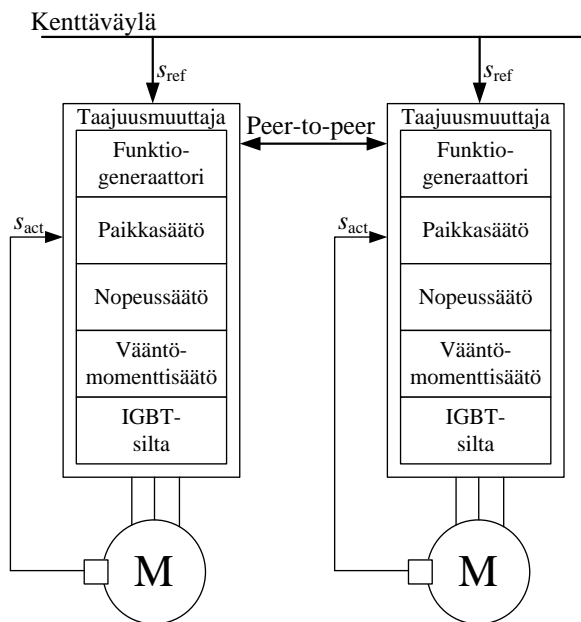 Kenttäväylä
sref
sref
Taajuusmuuttaja
Peer-to-peer
Taajuusmuuttaja
Funktio-
generaattori
Funktio-
generaattori
sact
Paikkasäätö
sact
Paikkasäätö
Nopeussäätö
Nopeussäätö
Vääntö-
momenttisäätö
Vääntö-
momenttisäätö
IGBT-
silta
IGBT-
silta
M
M